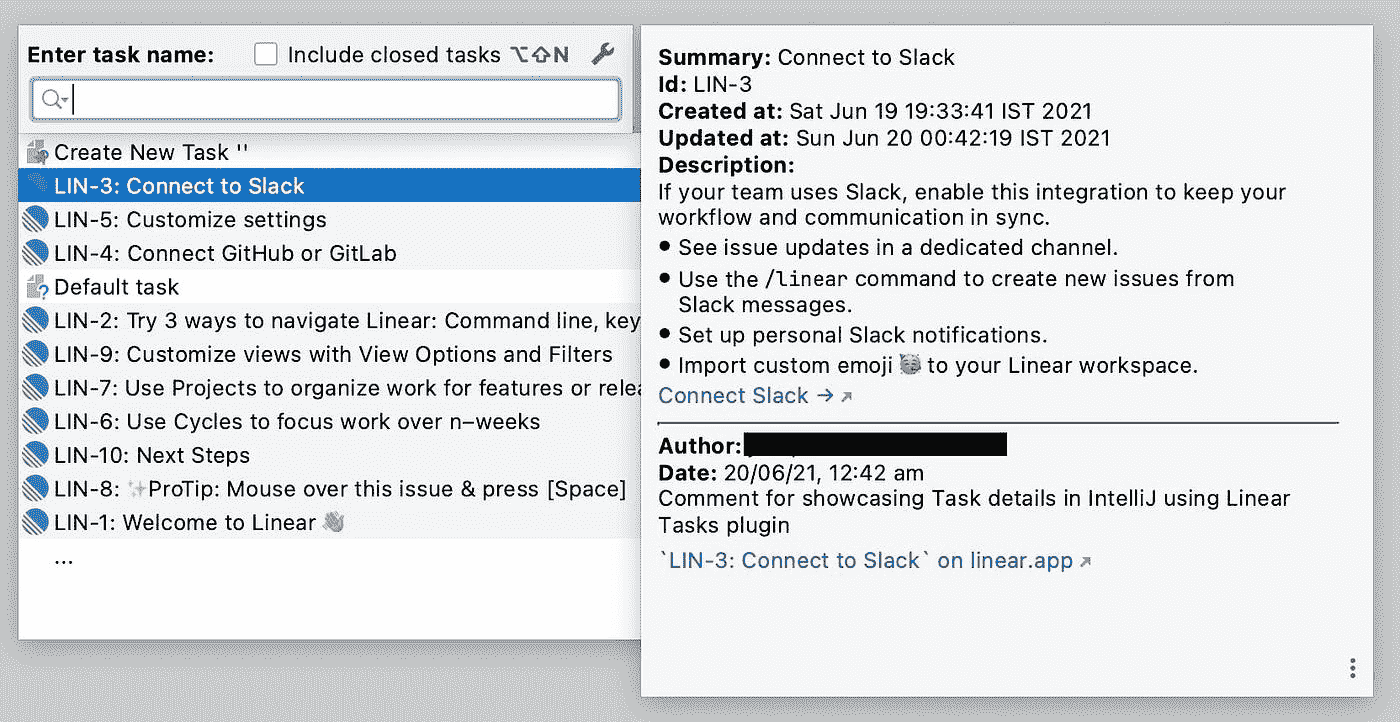 Enter task name: Include closed tasks ⌥⇧N
Create New Task ''
LIN-3: Connect to Slack
LIN-5: Customize settings
LIN-4: Connect GitHub or GitLab
Default task
LIN-2: Try 3 ways to navigate Linear: Command line, key
LIN-9: Customize views with View Options and Filters
LIN-7: Use Projects to organize work for features or relea
LIN-6: Use Cycles to focus work over n–weeks
LIN-10: Next Steps
LIN-8: ✨ProTip: Mouse over this issue & press [Space]
LIN-1: Welcome to Linear 👋
...
Summary: Connect to Slack
Id: LIN-3
Created at: Sat Jun 19 19:33:41 IST 2021
Updated at: Sun Jun 20 00:42:19 IST 2021
Description:
If your team uses Slack, enable this integration to keep your
workflow and communication in sync.
• See issue updates in a dedicated channel.
• Use the /linear command to create new issues from
Slack messages.
• Set up personal Slack notifications.
• Import custom emoji 🥳 to your Linear workspace.
Connect Slack → ↗
Author:
Date: 20/06/21, 12:42 am
Comment for showcasing Task details in IntelliJ using Linear
Tasks plugin
`LIN-3: Connect to Slack` on linear.app ↗